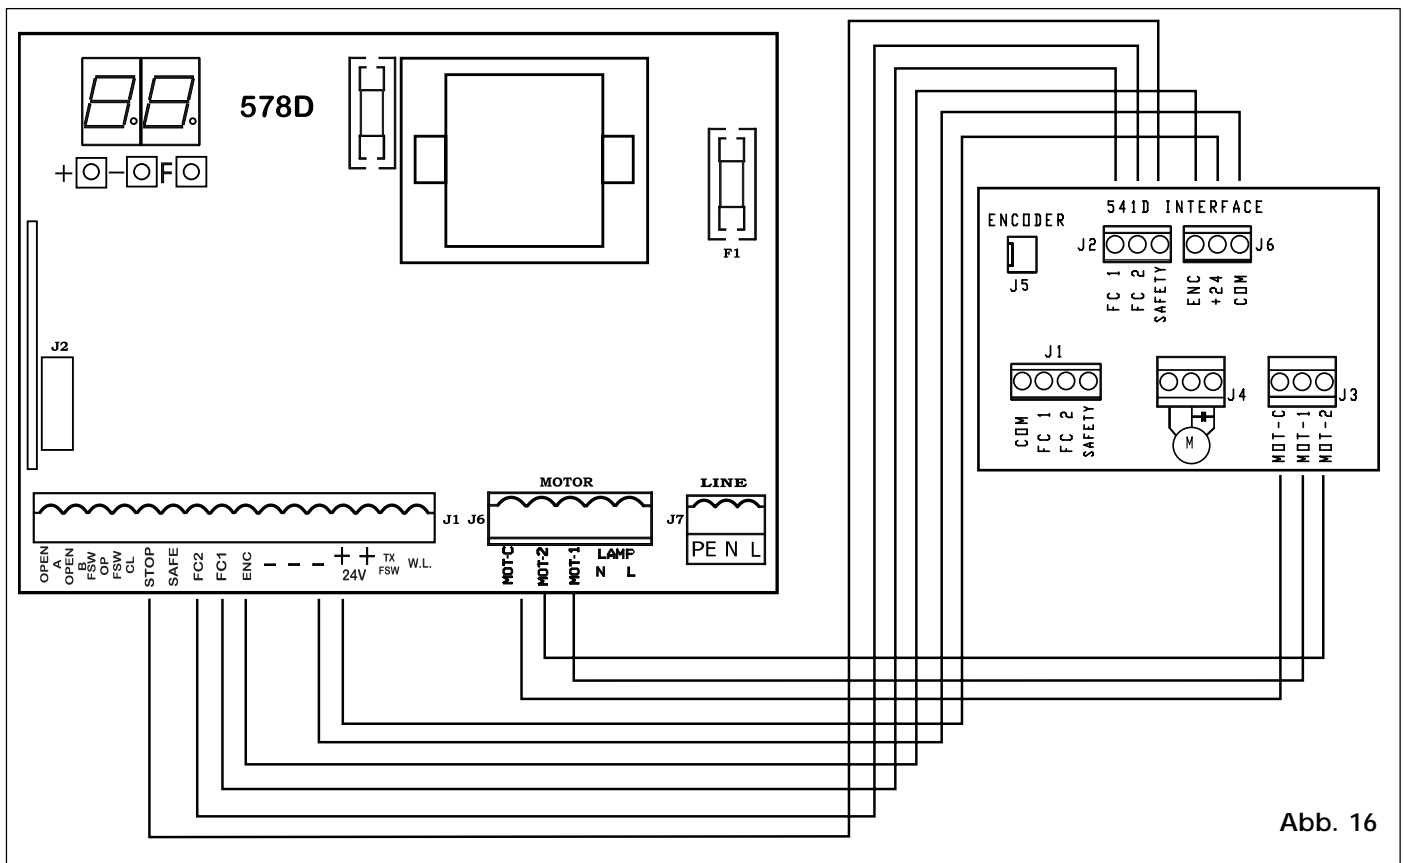 578D
+ - F
F1
J2
J1
OPEN A
OPEN B
FSW OP
FSW CL
STOP
SAFE
FC2
FC1
ENC
- - -
+ +
24V
TX FSW
W.L.
MOTOR
J6
MOT-C
MOT-2
MOT-1
LAMP
N L
LINE
J7
PE N L
541D INTERFACE
ENCODER
J5
J2
FC 1
FC 2
SAFETY
J6
ENC
+24
COM
J1
COM
FC 1
FC 2
SAFETY
J4
M
J3
MOT-C
MOT-1
MOT-2
Abb. 16